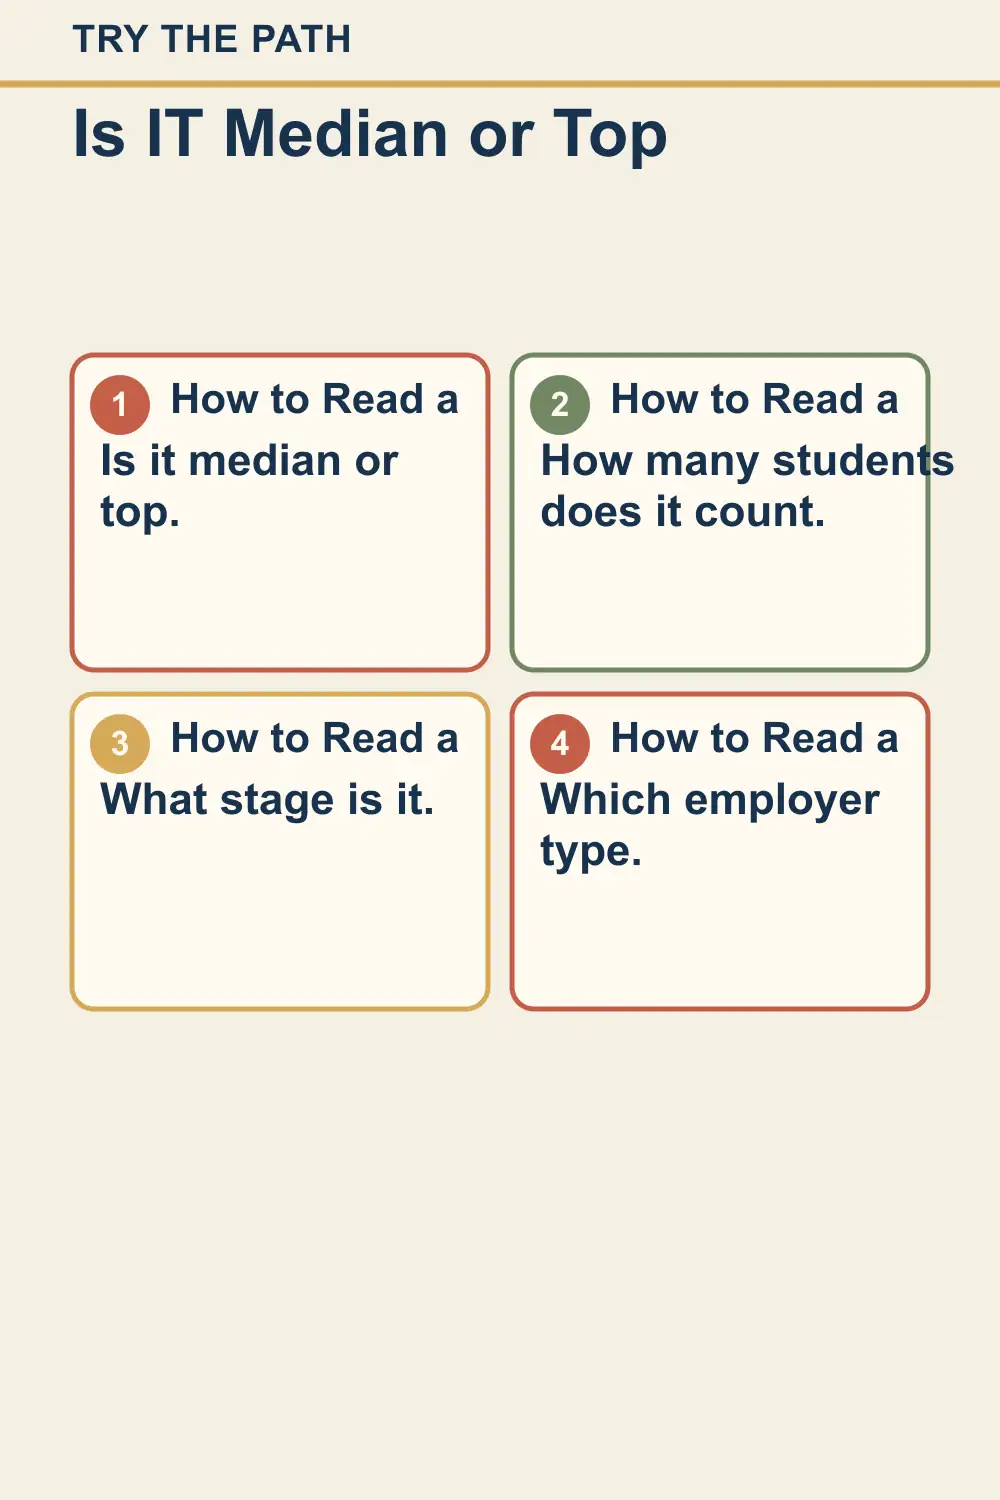 TRY THE PATH
Is IT Median or Top
1 How to Read a
Is it median or
top.
2 How to Read a
How many students
does it count.
3 How to Read a
What stage is it.
4 How to Read a
Which employer
type.